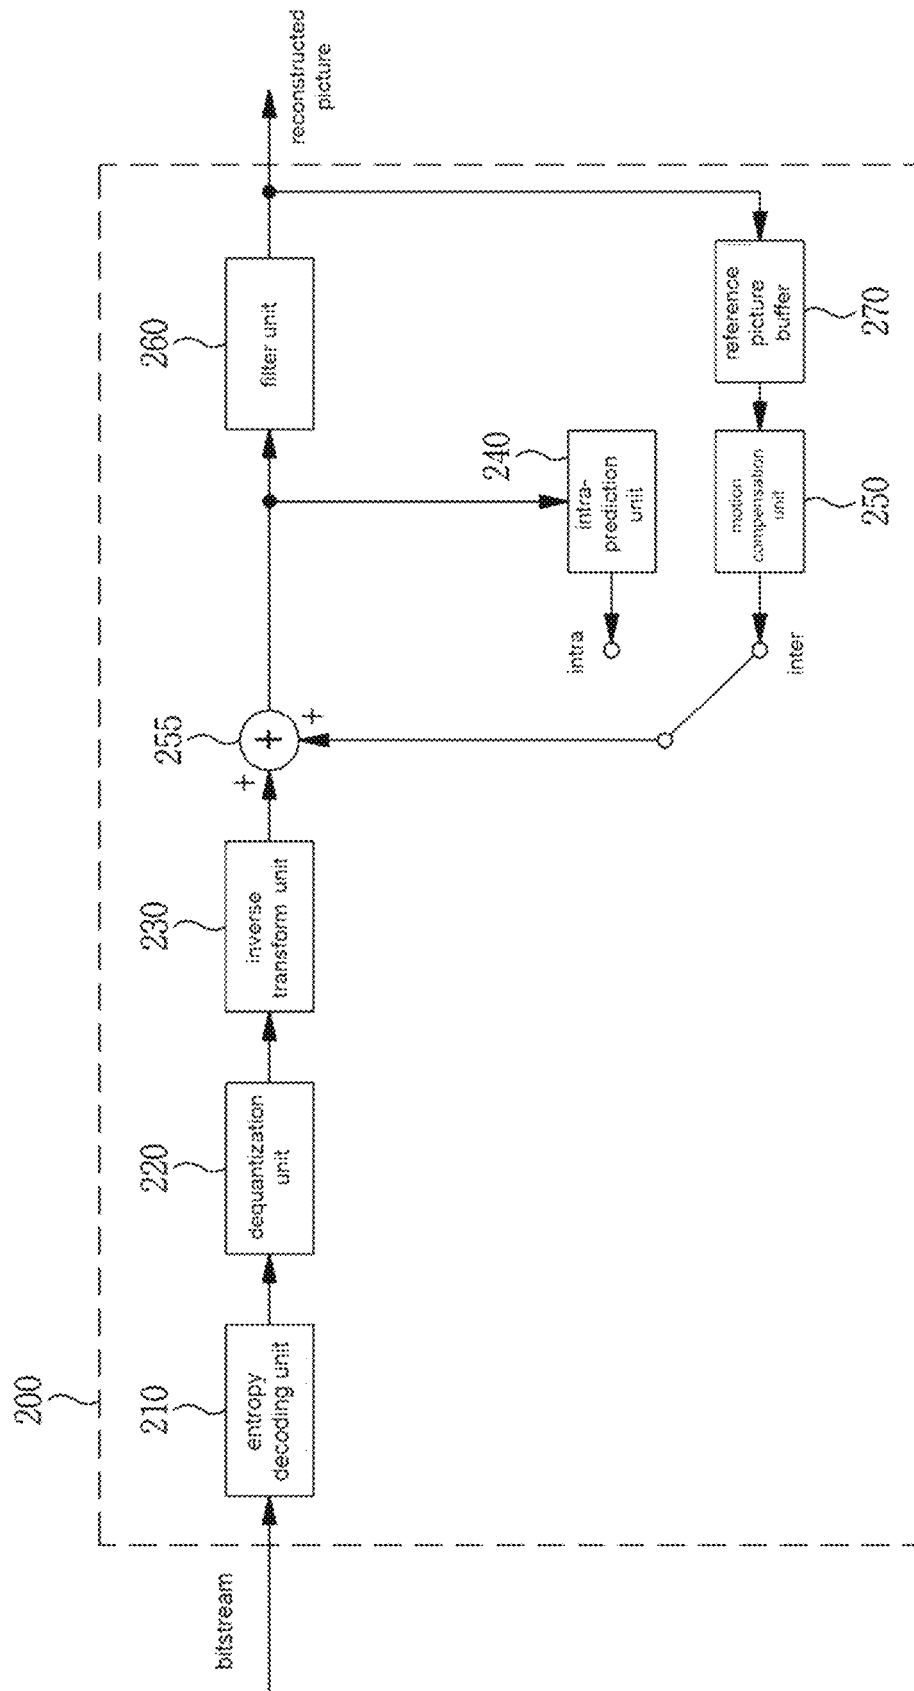 200
bitstream
210
entropy
decoding unit
220
dequantization
unit
230
inverse
transform unit
255
+
+
+
260
filter unit
reconstructed
picture
240
intra-
prediction
unit
intra
inter
motion
compensation
unit
250
reference
picture
buffer
270